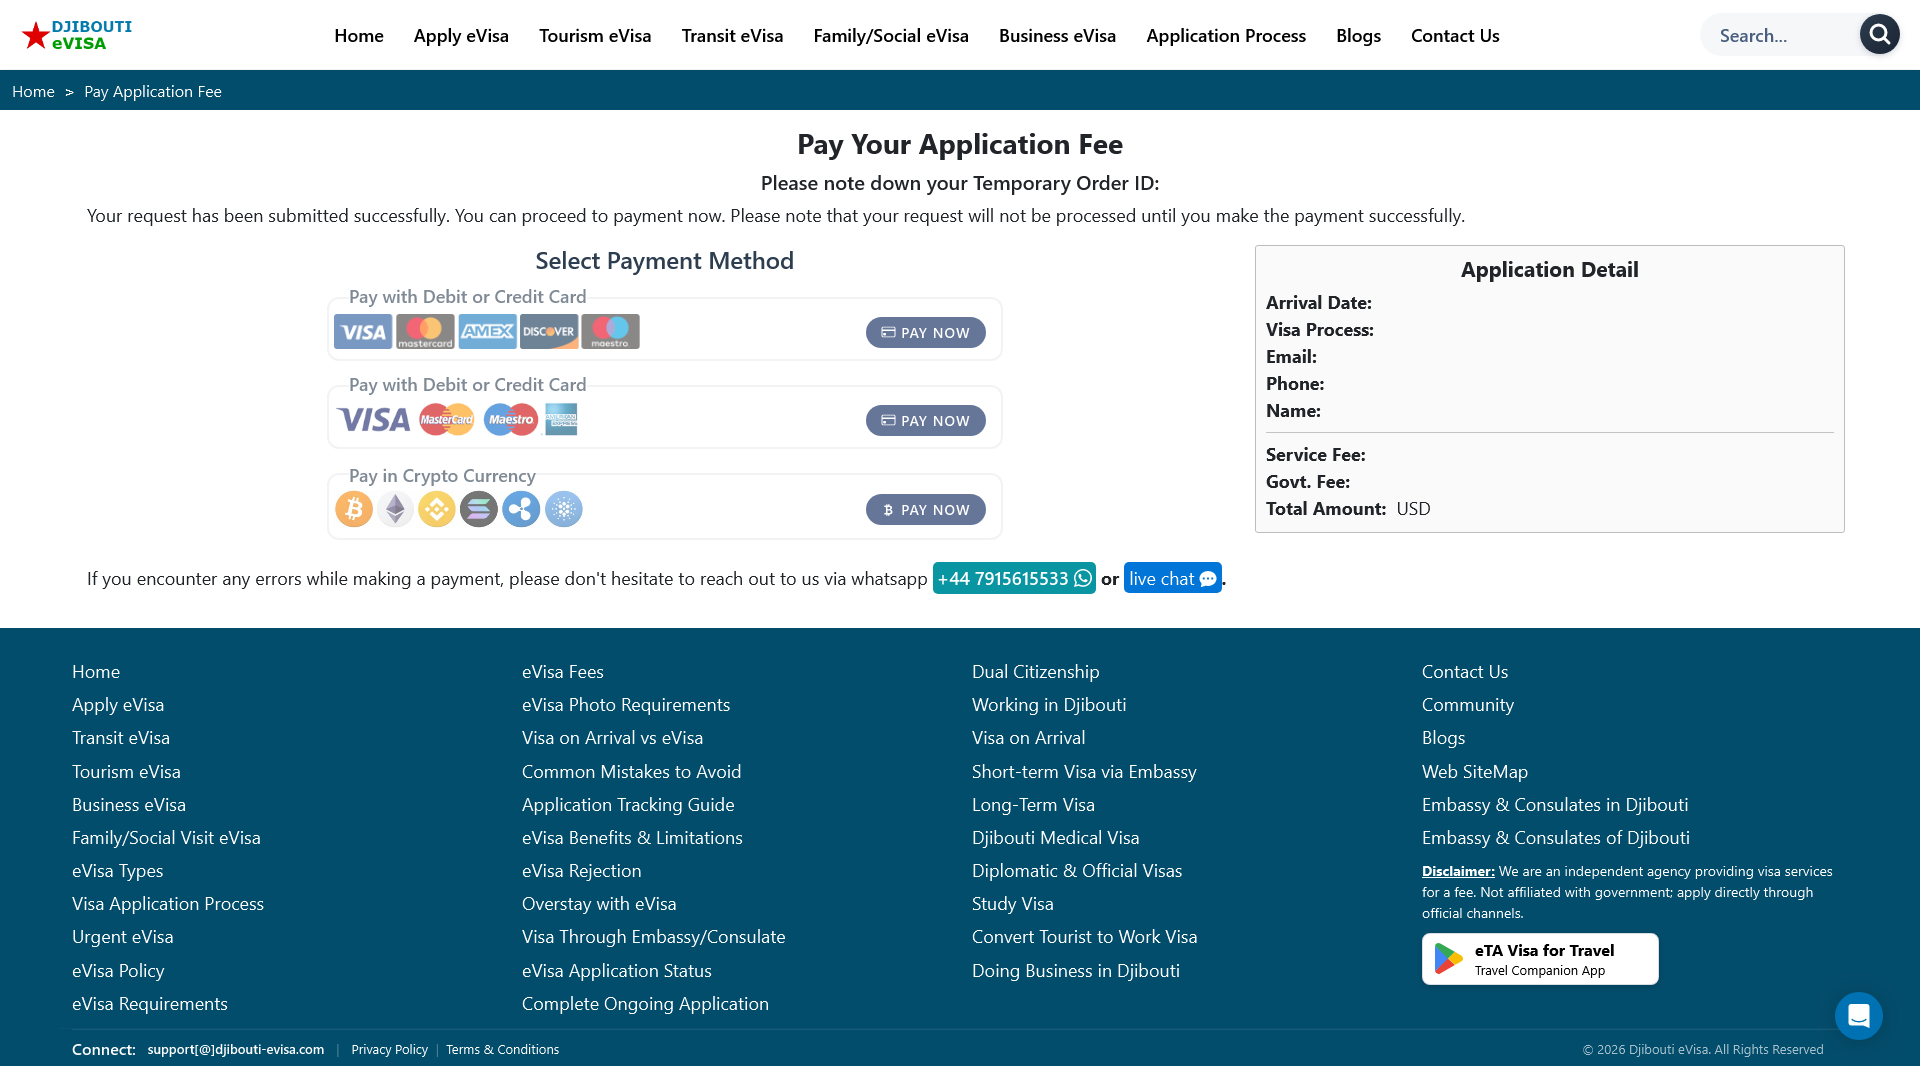 DJIBOUTI
eVISA
Home
Apply eVisa
Tourism eVisa
Transit eVisa
Family/Social eVisa
Business eVisa
Application Process
Blogs
Contact Us
Search...
Home > Pay Application Fee
Pay Your Application Fee
Please note down your Temporary Order ID:
Your request has been submitted successfully. You can proceed to payment now. Please note that your request will not be processed until you make the payment successfully.
Select Payment Method
Pay with Debit or Credit Card
VISA mastercard AMEX DISCOVER maestro
PAY NOW
Pay with Debit or Credit Card
VISA MasterCard Maestro AMERICAN EXPRESS
PAY NOW
Pay in Crypto Currency
PAY NOW
Application Detail
Arrival Date:
Visa Process:
Email:
Phone:
Name:
Service Fee:
Govt. Fee:
Total Amount: USD
If you encounter any errors while making a payment, please don't hesitate to reach out to us via whatsapp +44 7915615533 or live chat.
Home
Apply eVisa
Transit eVisa
Tourism eVisa
Business eVisa
Family/Social Visit eVisa
eVisa Types
Visa Application Process
Urgent eVisa
eVisa Policy
eVisa Requirements
eVisa Fees
eVisa Photo Requirements
Visa on Arrival vs eVisa
Common Mistakes to Avoid
Application Tracking Guide
eVisa Benefits & Limitations
eVisa Rejection
Overstay with eVisa
Visa Through Embassy/Consulate
eVisa Application Status
Complete Ongoing Application
Dual Citizenship
Working in Djibouti
Visa on Arrival
Short-term Visa via Embassy
Long-Term Visa
Djibouti Medical Visa
Diplomatic & Official Visas
Study Visa
Convert Tourist to Work Visa
Doing Business in Djibouti
Contact Us
Community
Blogs
Web SiteMap
Embassy & Consulates in Djibouti
Embassy & Consulates of Djibouti
Disclaimer: We are an independent agency providing visa services
for a fee. Not affiliated with government; apply directly through
official channels.
eTA Visa for Travel
Travel Companion App
Connect: support[@]djibouti-evisa.com | Privacy Policy | Terms & Conditions
© 2026 Djibouti eVisa. All Rights Reserved